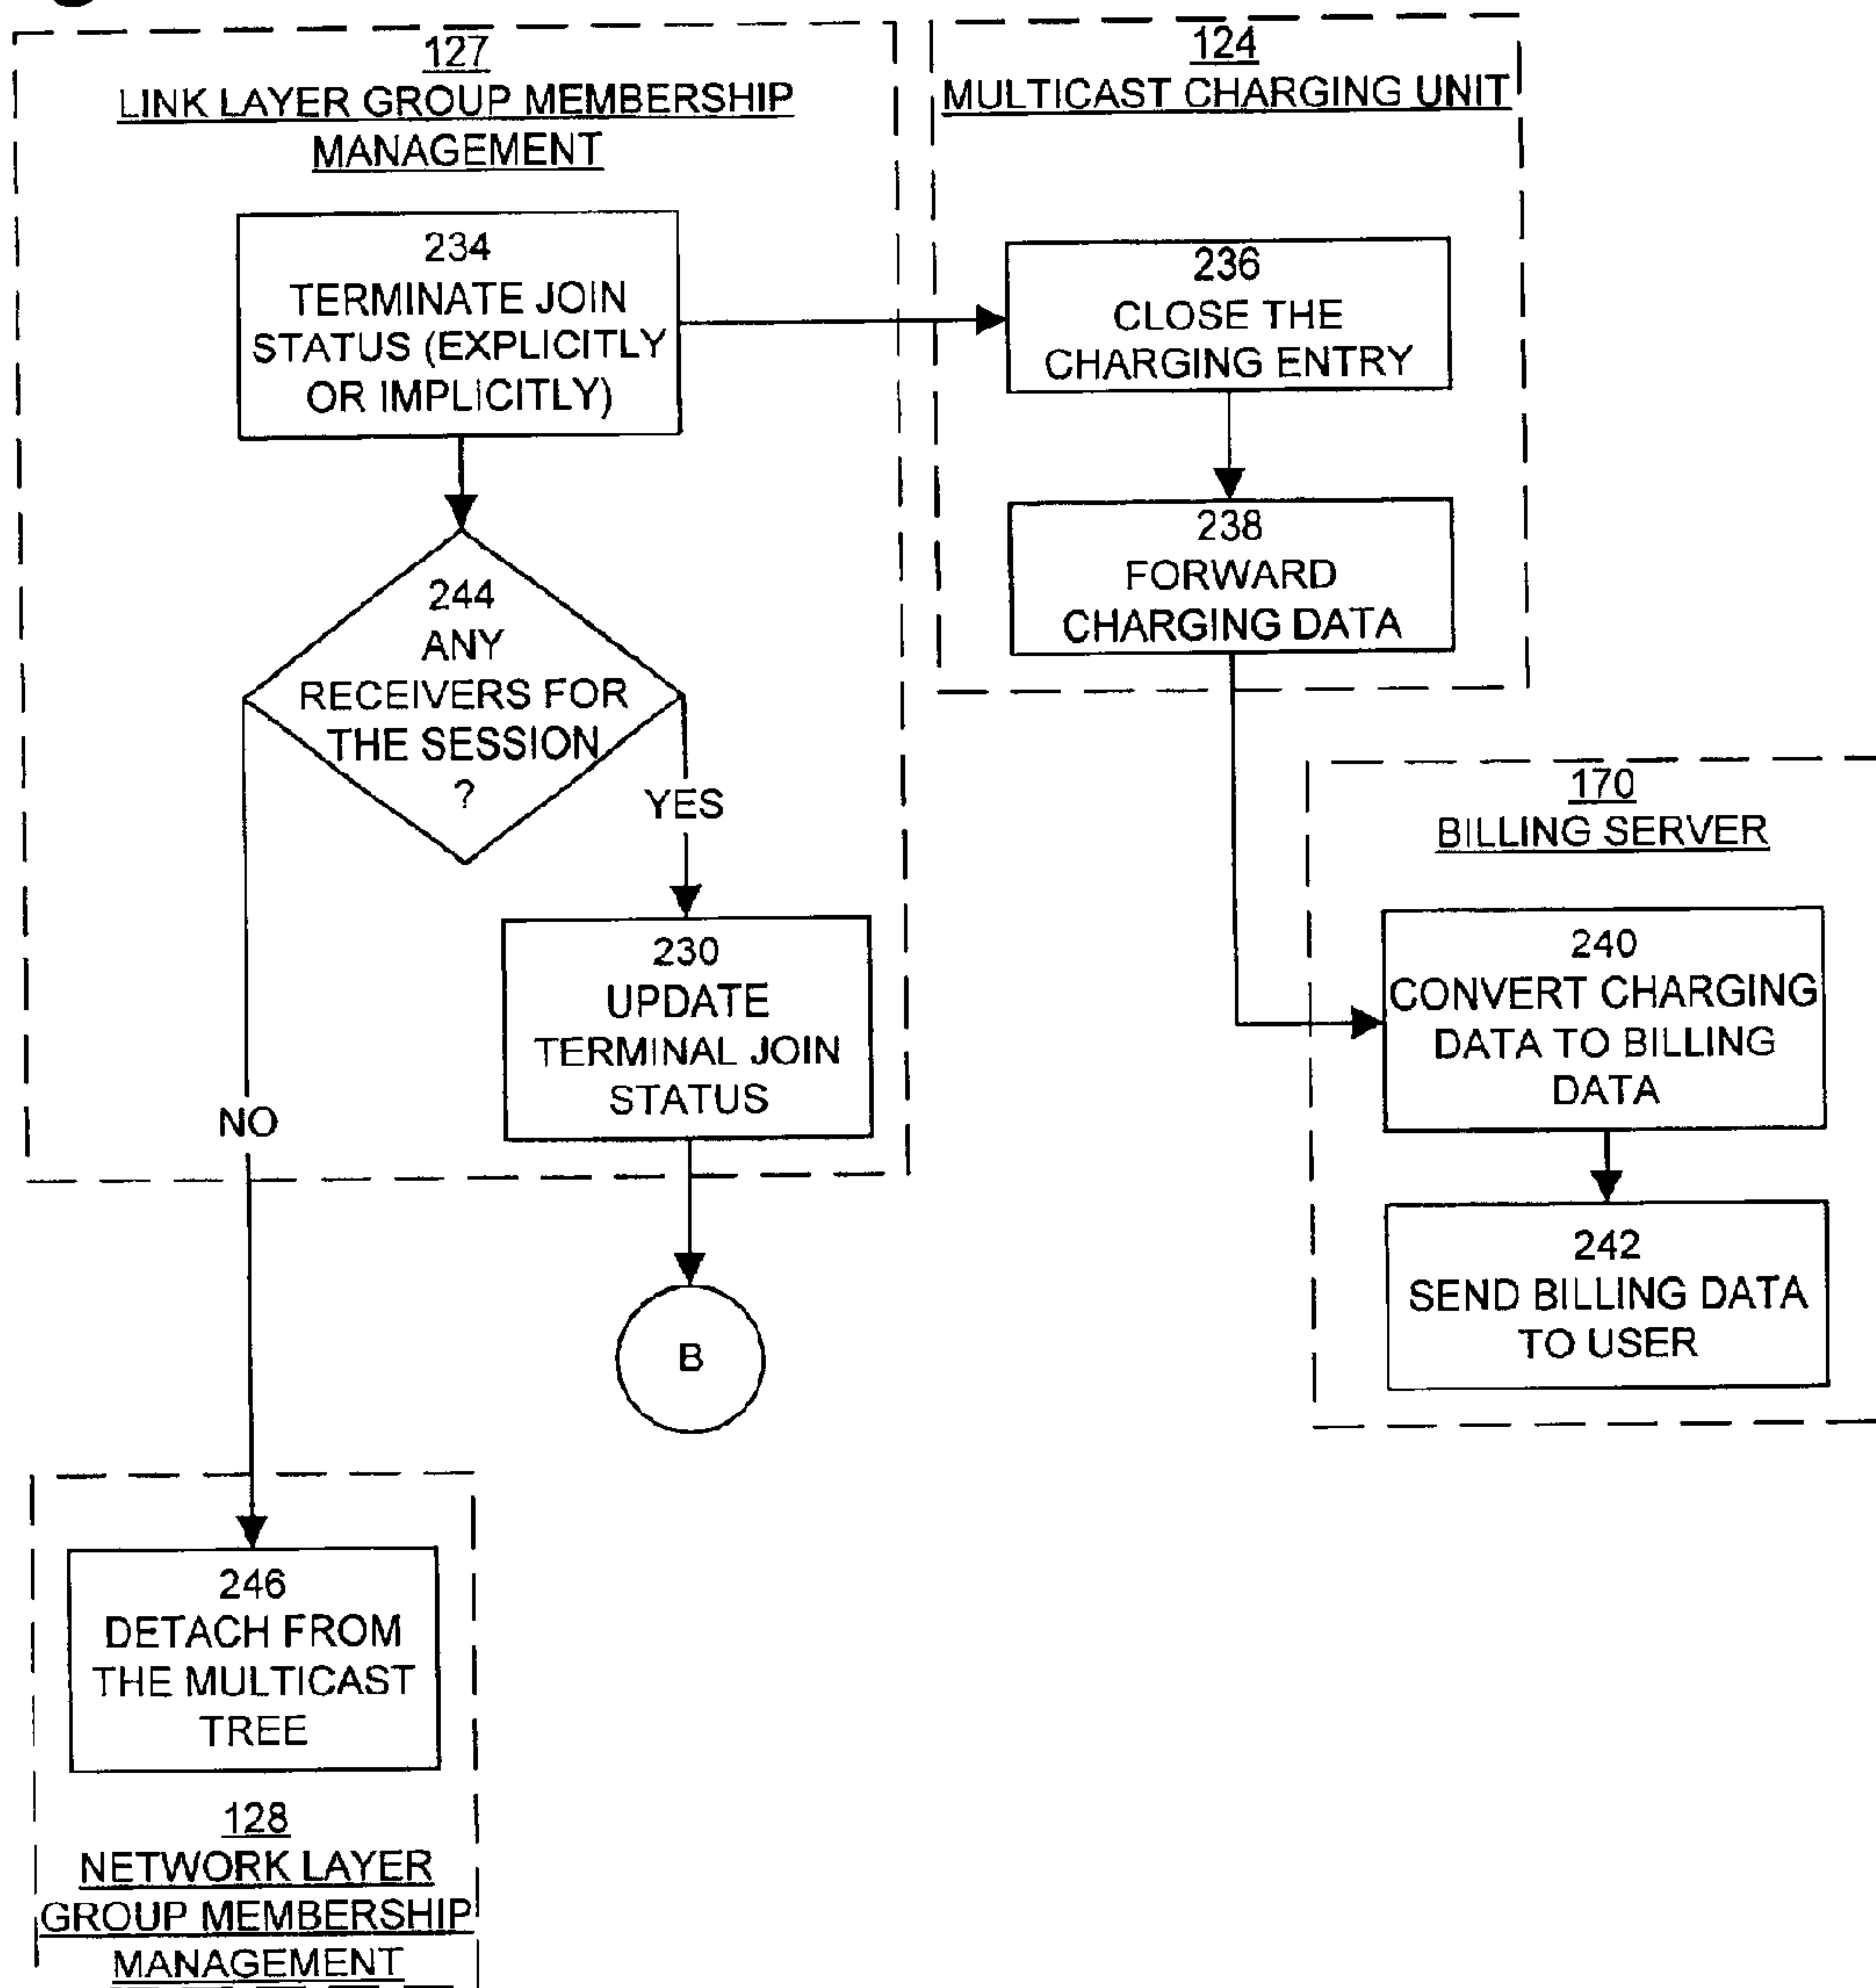 127
LINK LAYER GROUP MEMBERSHIP
MANAGEMENT
234
TERMINATE JOIN
STATUS (EXPLICITLY
OR IMPLICITLY)
244
ANY
RECEIVERS FOR
THE SESSION
?
YES
NO
230
UPDATE
TERMINAL JOIN
STATUS
B
124
MULTICAST CHARGING UNIT
236
CLOSE THE
CHARGING ENTRY
238
FORWARD
CHARGING DATA
170
BILLING SERVER
240
CONVERT CHARGING
DATA TO BILLING
DATA
242
SEND BILLING DATA
TO USER
246
DETACH FROM
THE MULTICAST
TREE
128
NETWORK LAYER
GROUP MEMBERSHIP
MANAGEMENT